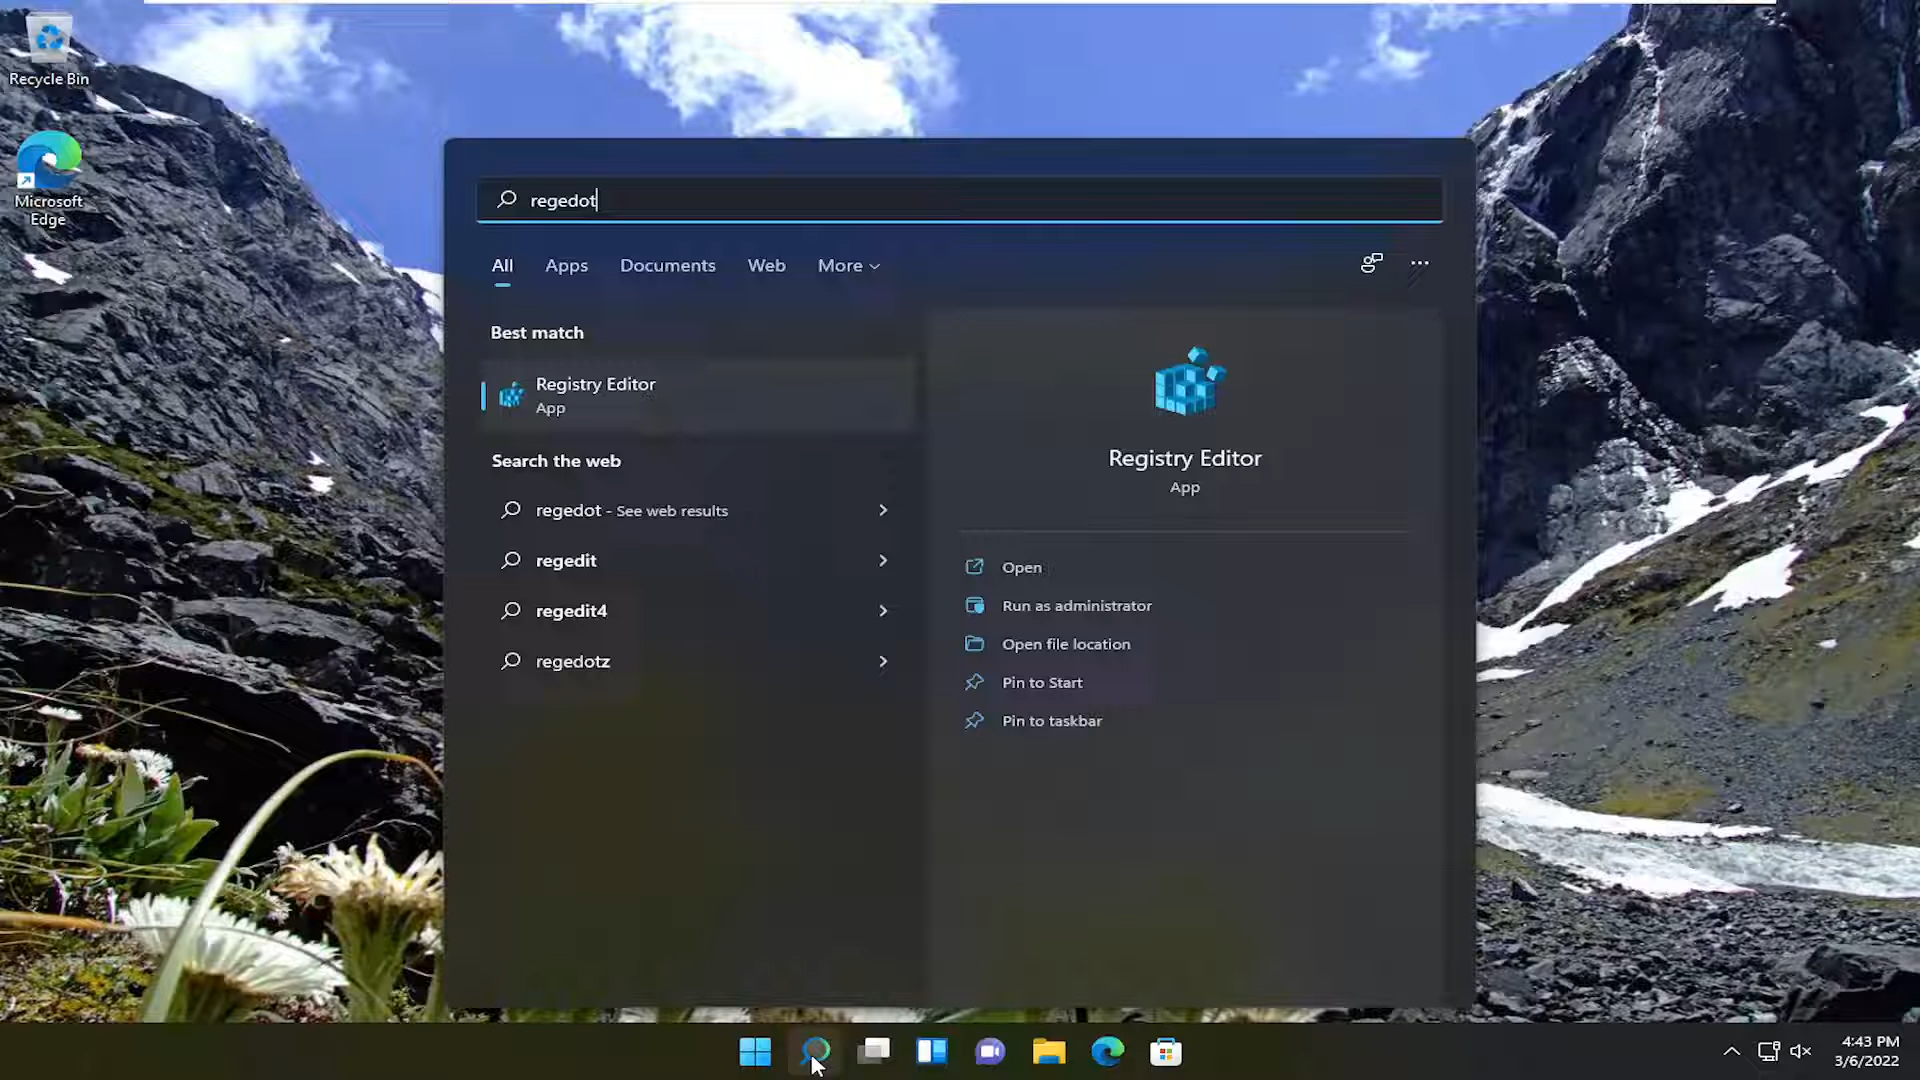 Recycle Bin
Microsoft
Edge
regedot
All Apps Documents Web More
Best match
Registry Editor
App
Search the web
regedot - See web results
regedit
regedit4
regedotz
Registry Editor
App
Open
Run as administrator
Open file location
Pin to Start
Pin to taskbar
4:43 PM
3/6/2022